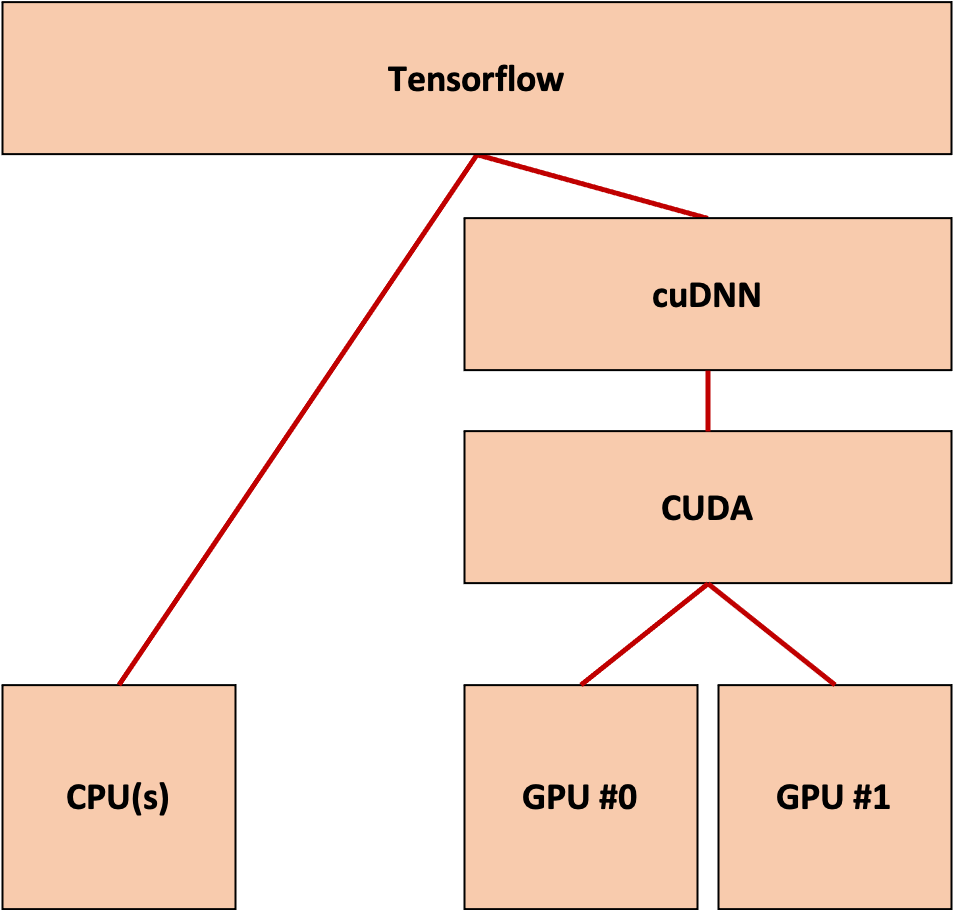 Tensorflow
cuDNN
CUDA
CPU(s)
GPU #0
GPU #1